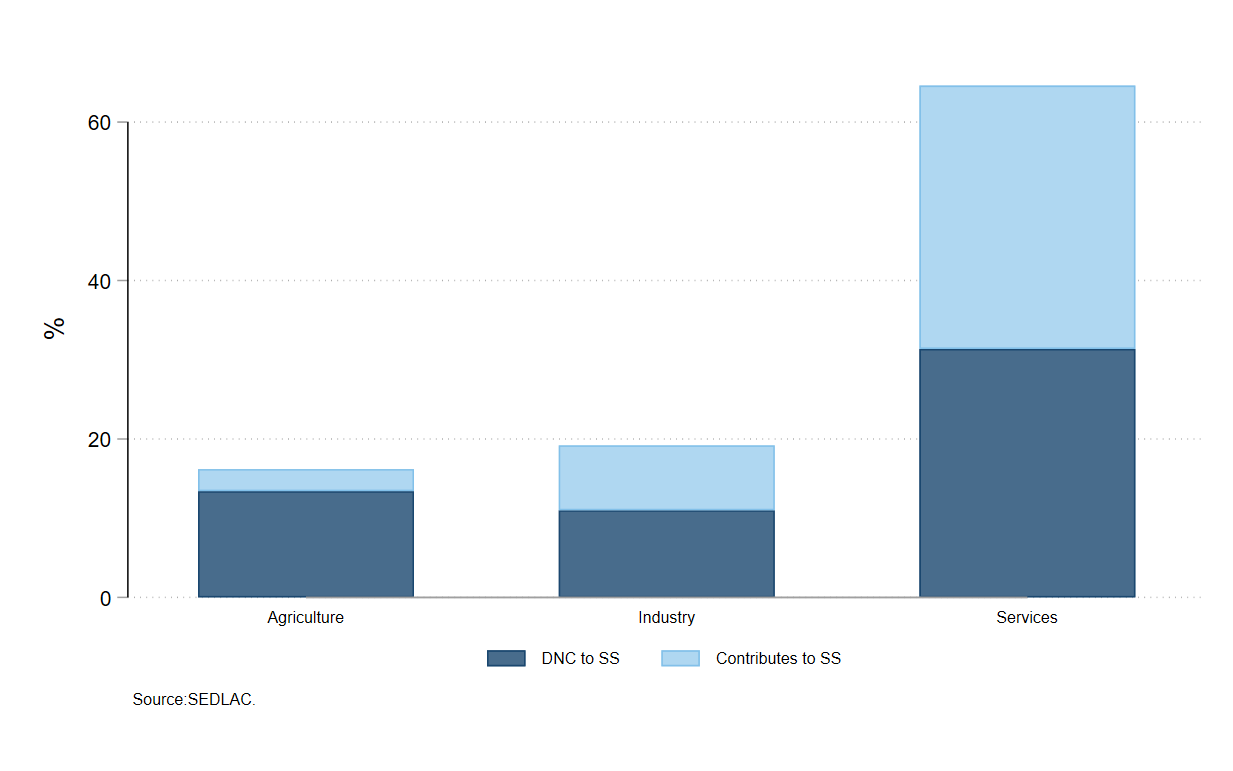 60
40
%
20
0
Agriculture Industry Services
DNC to SS Contributes to SS
Source:SEDLAC.